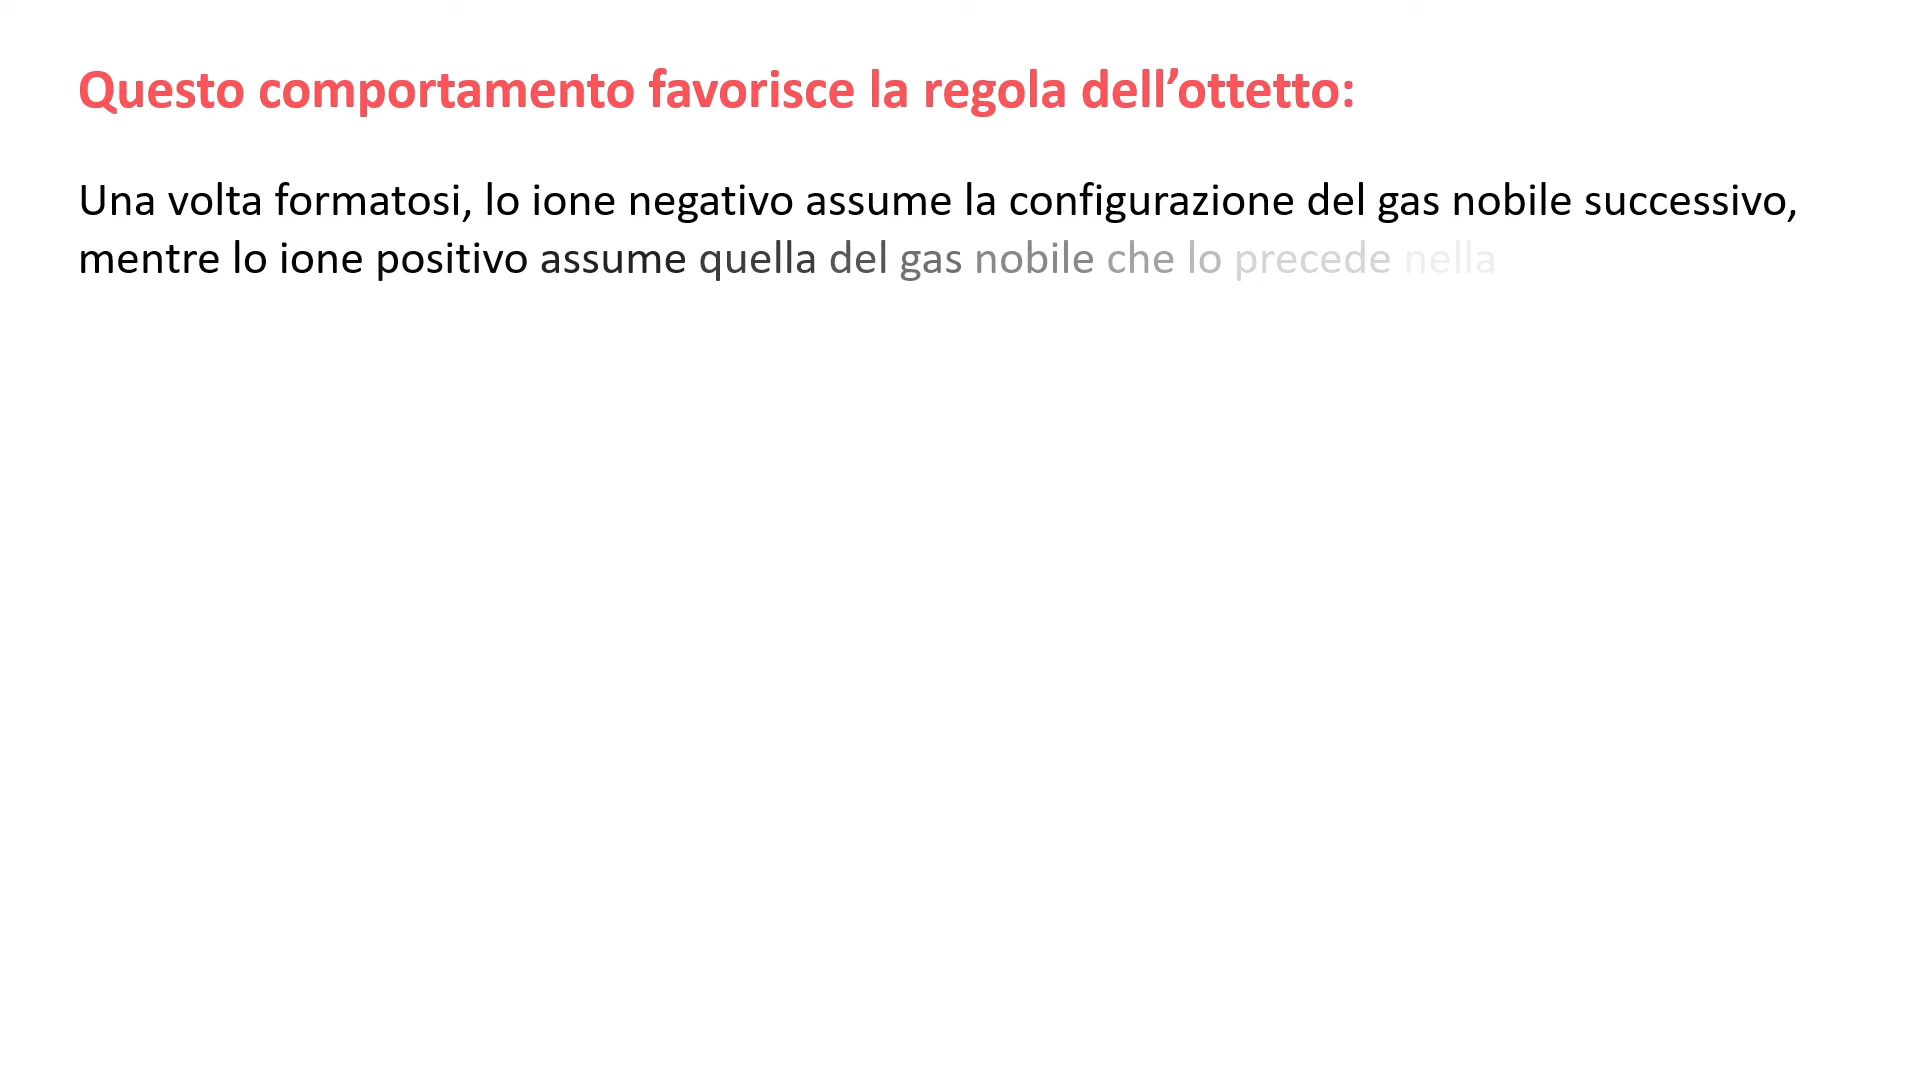 Questo comportamento favorisce la regola dell’ottetto:
Una volta formatosi, lo ione negativo assume la configurazione del gas nobile successivo,
mentre lo ione positivo assume quella del gas nobile che lo precede nella